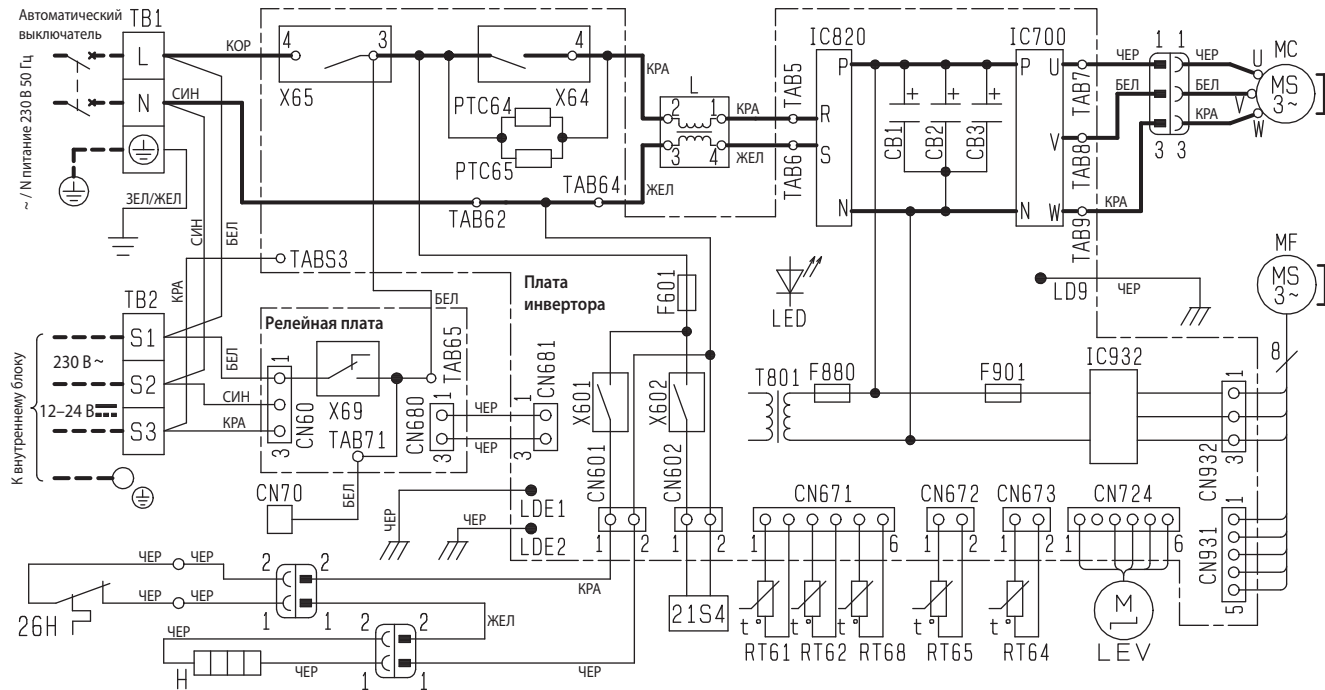 Автоматический
выключатель
TB1
L
N
~ / N питание 230 В 50 Гц
КОР
СИН
ЗЕЛ/ЖЕЛ
СИН
БЕЛ
КРА
4
3
X65
4
X64
PTC64
PTC65
TAB62
TAB64
КРА
ЖЕЛ
L
2
1
3
4
КРА
ЖЕЛ
TAB5
TAB6
IC820
P
R
S
N
CB1
+
CB2
+
CB3
+
IC700
P
N
U
V
W
TAB7
TAB8
TAB9
ЧЕР
БЕЛ
КРА
1
1
3
3
ЧЕР
БЕЛ
КРА
U
V
W
MC
MS
3~
MF
MS
3~
8
TABS3
Плата
инвертора
LED
LD9
ЧЕР
TB2
S1
S2
S3
К внутреннему блоку
230 В ~
12–24 В
БЕЛ
СИН
КРА
Релейная плата
1
3
CN60
X69
TAB71
БЕЛ
TAB65
CN680
1
3
ЧЕР
ЧЕР
CN681
1
3
CN70
БЕЛ
F601
X601
X602
CN601
1
2
CN602
1
2
21S4
ЧЕР
ЧЕР
LDE1
LDE2
T801
F880
F901
IC932
CN932
1
3
CN931
1
5
CN671
1
6
CN672
1
2
CN673
1
2
CN724
1
6
t°
RT61
t°
RT62
t°
RT68
t°
RT65
t°
RT64
M
LEV
26H
ЧЕР
ЧЕР
ЧЕР
ЧЕР
2
2
1
1
КРА
ЖЕЛ
H
ЧЕР
ЧЕР
2
2
1
1
ЧЕР